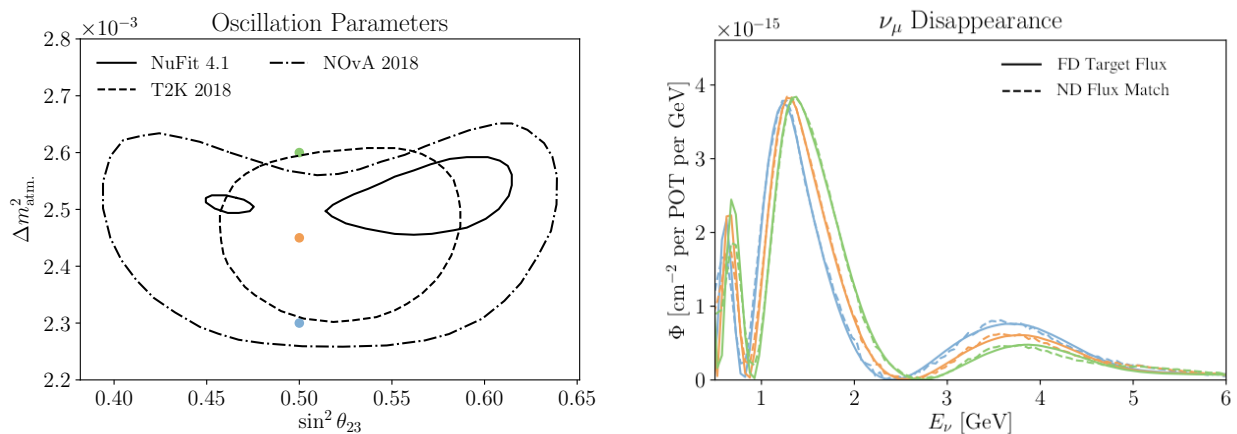 Oscillation Parameters
×10⁻³
2.8
2.7
2.6
2.5
2.4
2.3
2.2
Δm²atm.
NuFit 4.1
T2K 2018
NOvA 2018
0.40 0.45 0.50 0.55 0.60 0.65
sin² θ₂₃
νμ Disappearance
×10⁻¹⁵
4
3
2
1
0
Φ [cm⁻² per POT per GeV]
FD Target Flux
ND Flux Match
1 2 3 4 5 6
Eν [GeV]